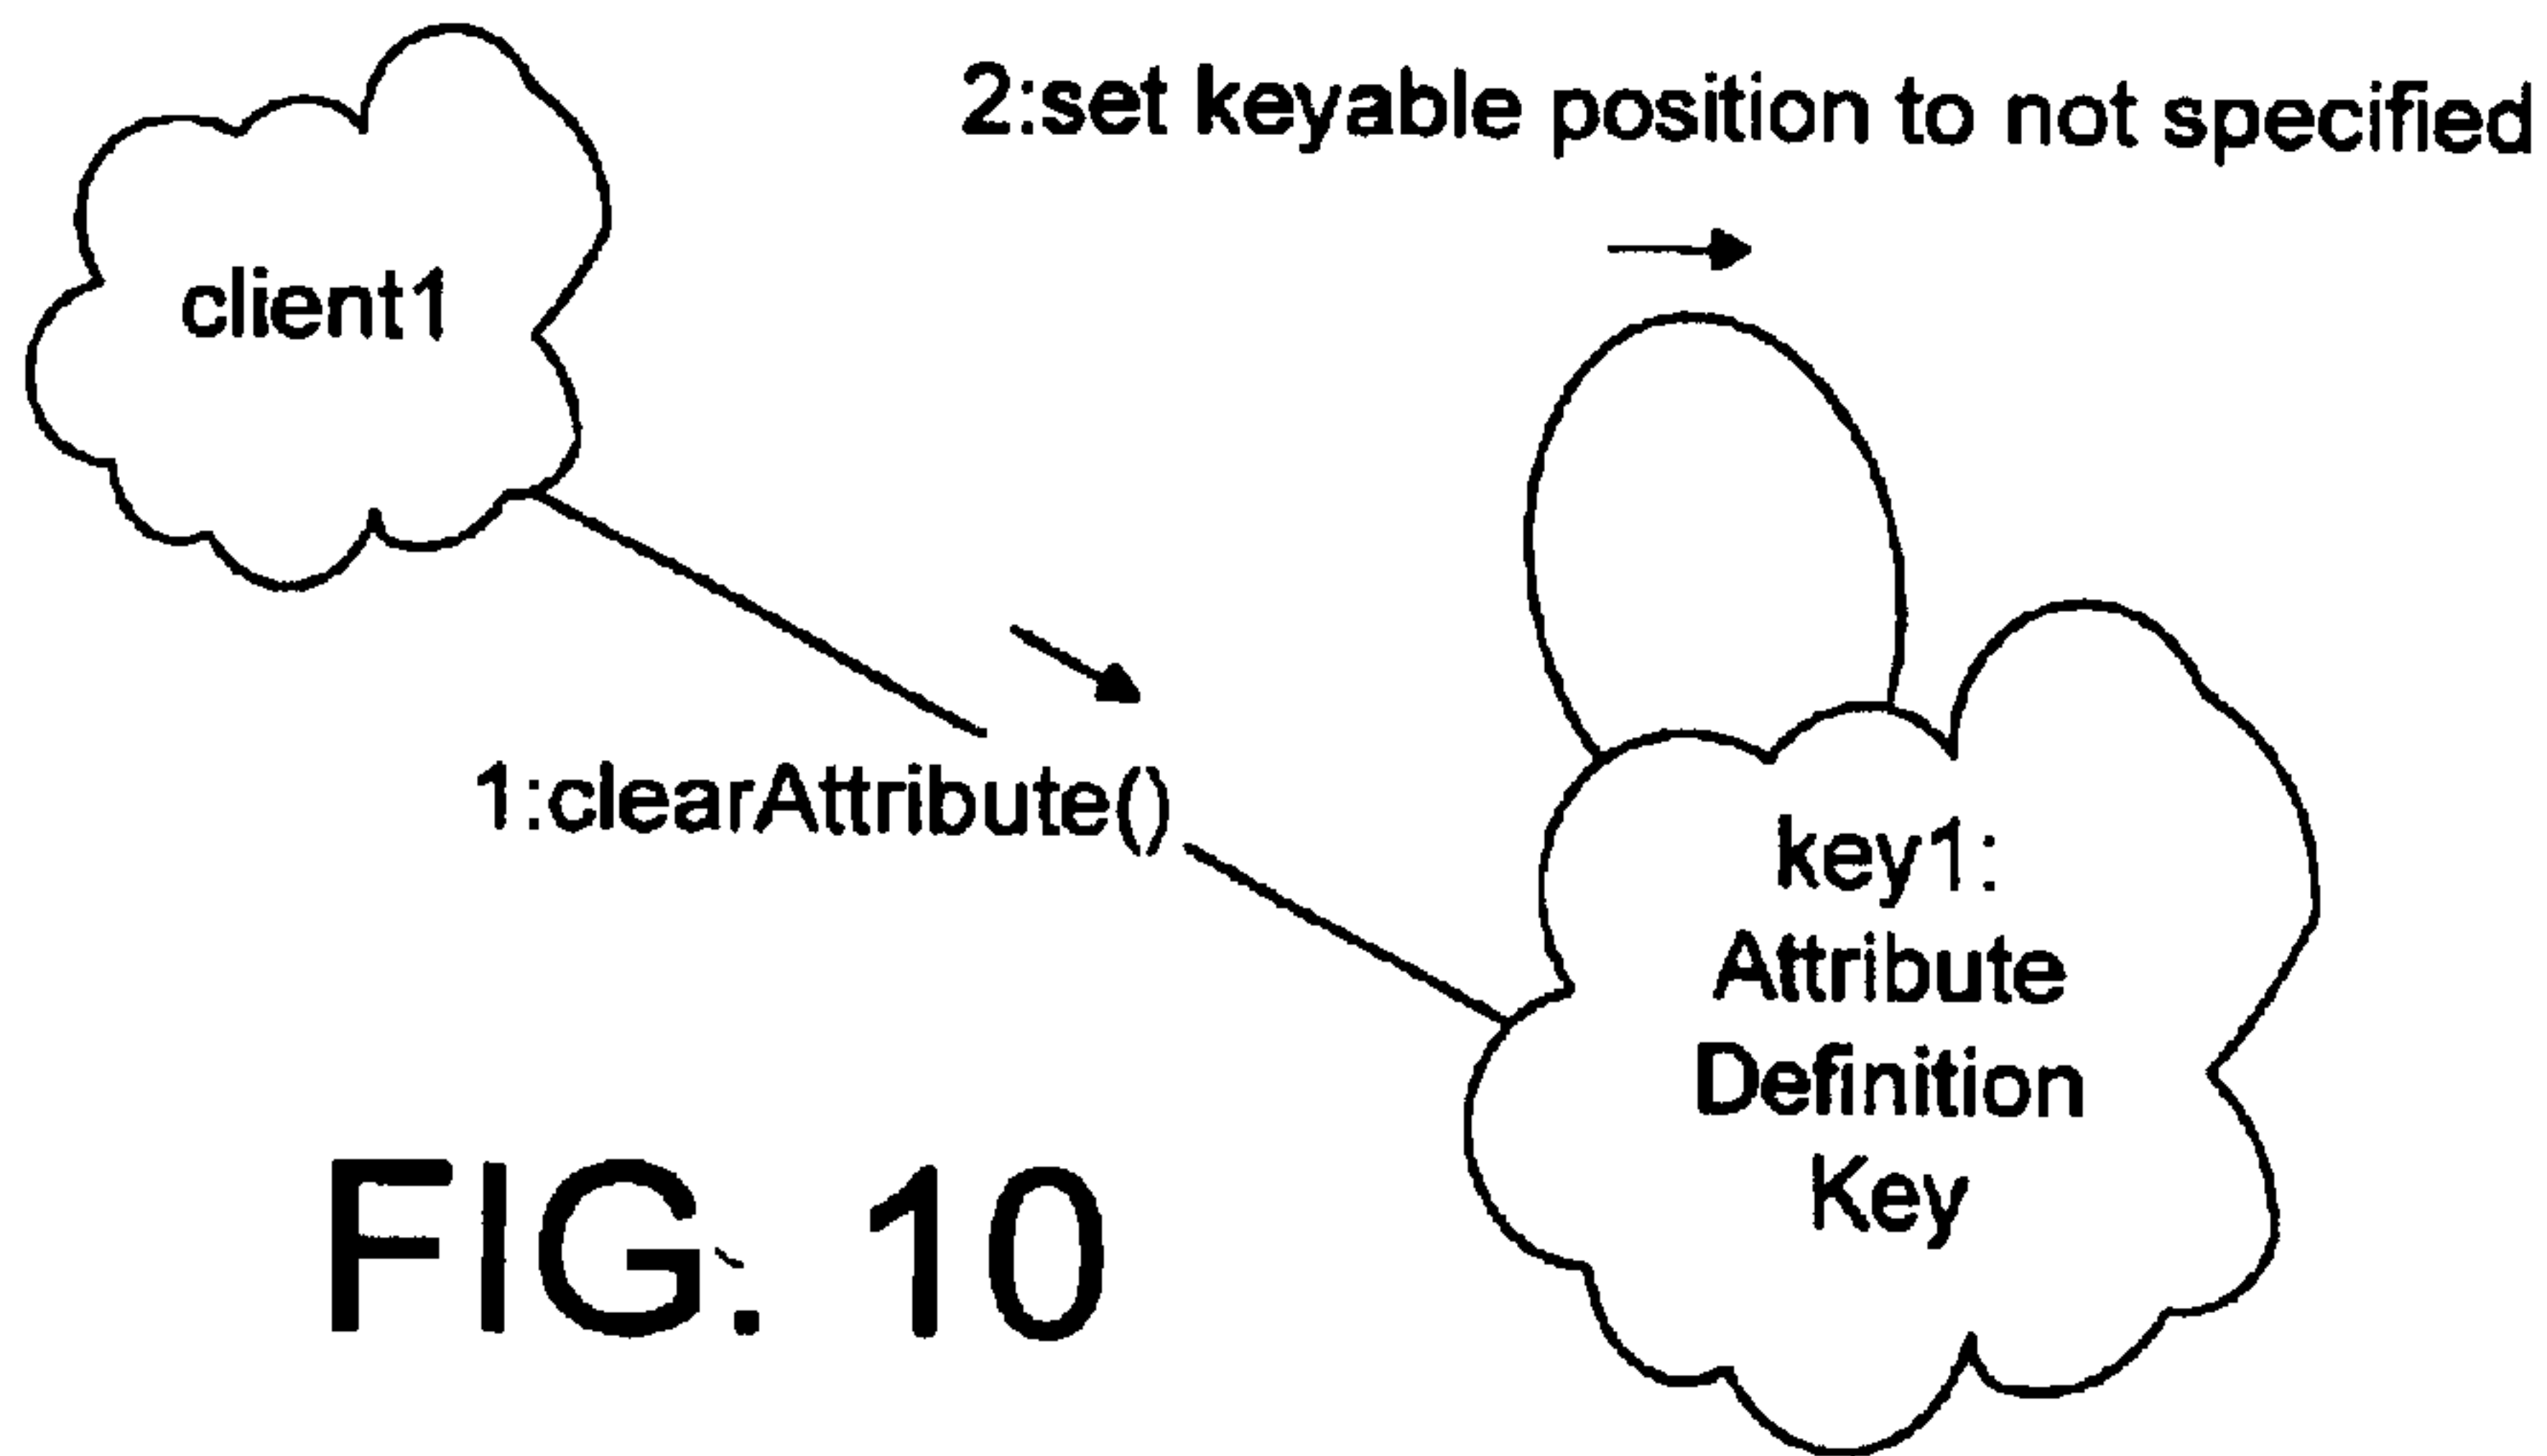 2:set keyable position to not specified
client1
1:clearAttribute()
key1:
Attribute
Definition
Key
FIG. 10